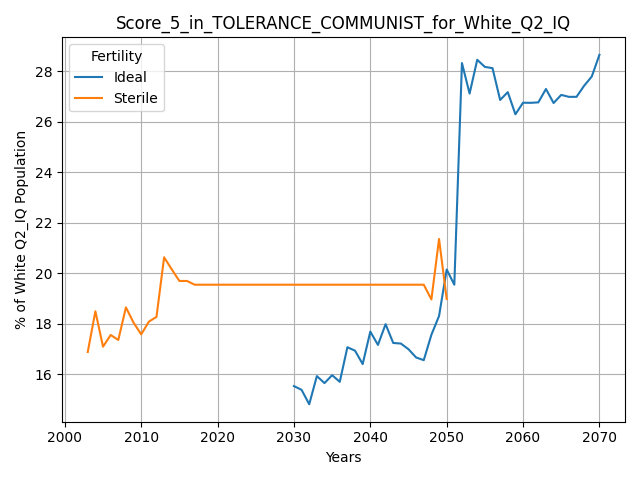 Score_5_in_TOLERANCE_COMMUNIST_for_White_Q2_IQ
Fertility
Ideal
Sterile
% of White Q2_IQ Population
28
26
24
22
20
18
16
2000 2010 2020 2030 2040 2050 2060 2070
Years